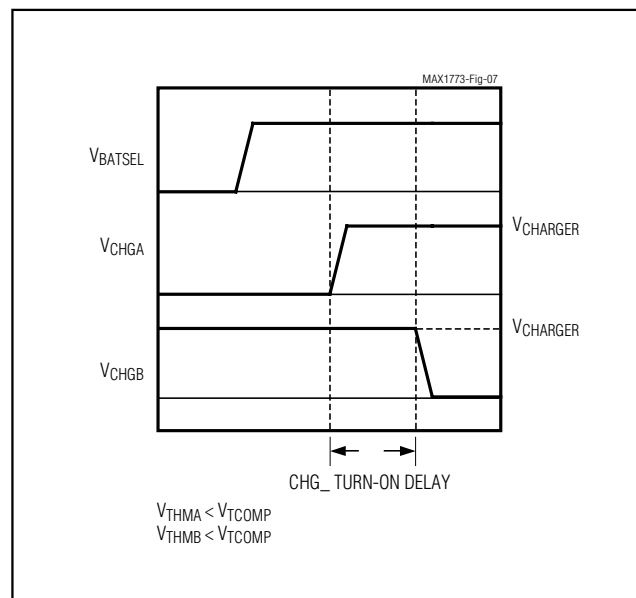 MAX1773-Fig-07
VBATSEL
VCHGA
VCHARGER
VCHGB
VCHARGER
CHG_ TURN-ON DELAY
VTHMA < VTCOMP
VTHMB < VTCOMP